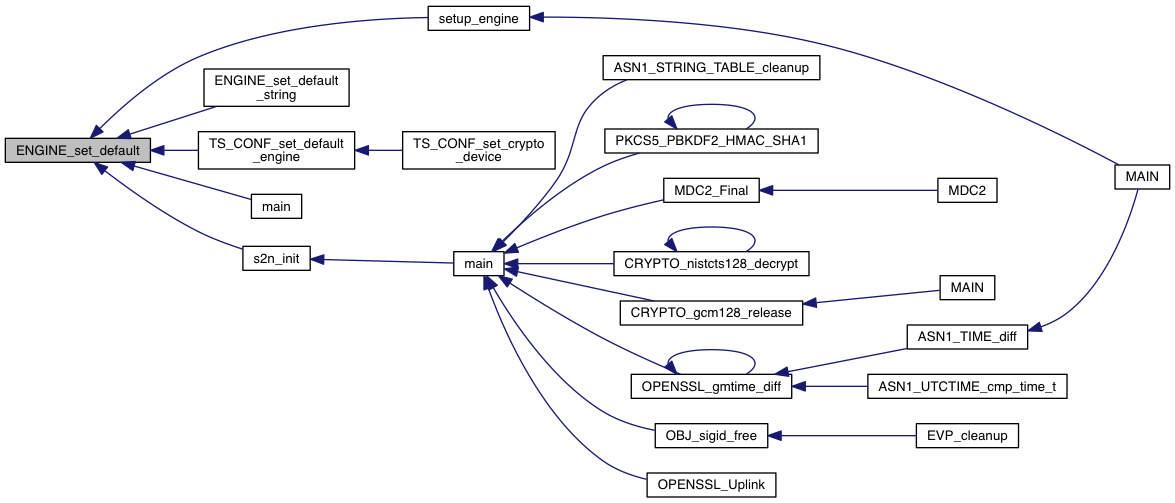 setup_engine
ASN1_STRING_TABLE_cleanup
ENGINE_set_default
_string
PKCS5_PBKDF2_HMAC_SHA1
ENGINE_set_default
TS_CONF_set_default
_engine
TS_CONF_set_crypto
_device
MAIN
MDC2_Final
MDC2
main
s2n_init
main
CRYPTO_nistcts128_decrypt
MAIN
CRYPTO_gcm128_release
ASN1_TIME_diff
OPENSSL_gmtime_diff
ASN1_UTCTIME_cmp_time_t
OBJ_sigid_free
EVP_cleanup
OPENSSL_Uplink